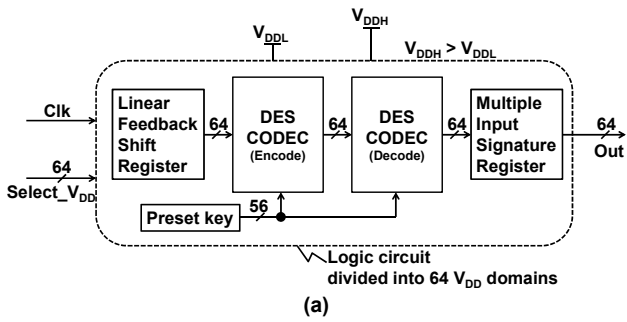 V_DDL
V_DDH
V_DDH > V_DDL
Clk
64
Select_V_DD
Linear
Feedback
Shift
Register
64
DES
CODEC
(Encode)
64
DES
CODEC
(Decode)
64
Multiple
Input
Signature
Register
64
Out
Preset key
56
Logic circuit
divided into 64 V_DD domains
(a)